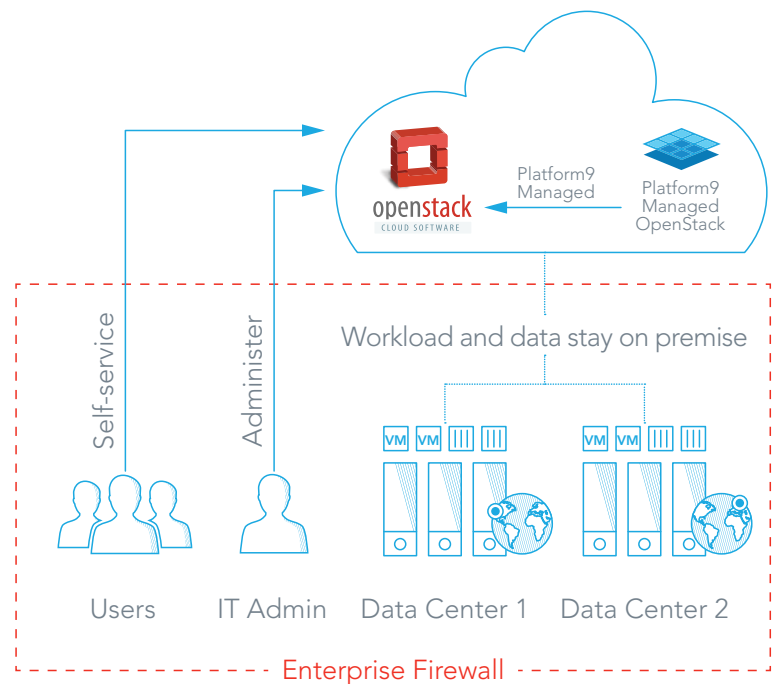 Platform9
Managed
Platform9
Managed
OpenStack
openstack
CLOUD SOFTWARE
Self-service
Administer
Workload and data stay on premise
VM
VM
VM
VM
Users
IT Admin
Data Center 1
Data Center 2
Enterprise Firewall